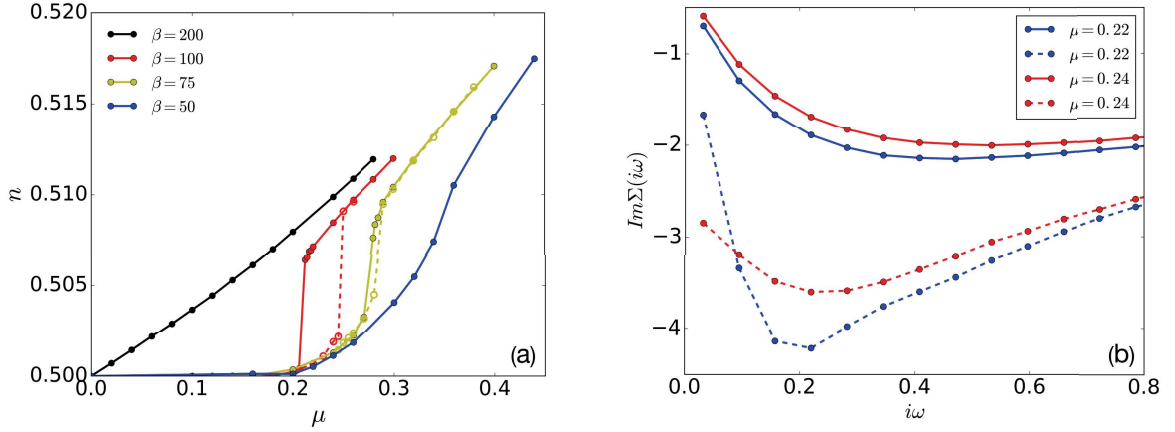 0.520
0.515
0.510
0.505
0.500
n
β = 200
β = 100
β = 75
β = 50
(a)
0.0 0.1 0.2 0.3 0.4
μ
−1
−2
−3
−4
ImΣ(iω)
μ = 0.22
μ = 0.22
μ = 0.24
μ = 0.24
(b)
0.0 0.2 0.4 0.6 0.8
iω